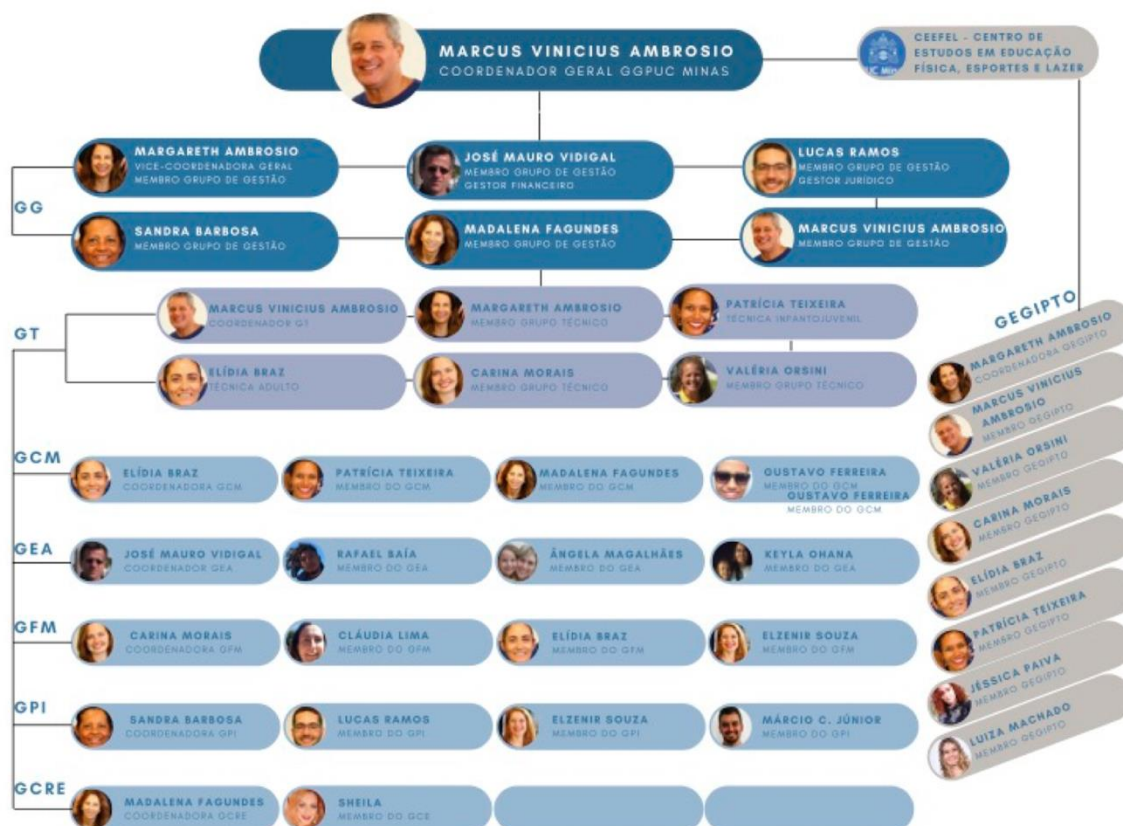 MARCUS VINICIUS AMBROSIO
COORDENADOR GERAL GGPUC MINAS
CEEFEL - CENTRO DE
ESTUDOS EM EDUCAÇÃO
FÍSICA, ESPORTES E LAZER
GG
MARGARETH AMBROSIO
VICE-COORDENADORA GERAL
MEMBRO GRUPO DE GESTÃO
JOSÉ MAURO VIDIGAL
MEMBRO GRUPO DE GESTÃO
GESTOR FINANCEIRO
LUCAS RAMOS
MEMBRO GRUPO DE GESTÃO
GESTOR JURÍDICO
SANDRA BARBOSA
MEMBRO GRUPO DE GESTÃO
MADALENA FAGUNDES
MEMBRO GRUPO DE GESTÃO
MARCUS VINICIUS AMBROSIO
MEMBRO GRUPO DE GESTÃO
GT
MARCUS VINICIUS AMBROSIO
COORDENADOR GT
MARGARETH AMBROSIO
MEMBRO GRUPO TÉCNICO
PATRÍCIA TEIXEIRA
TÉCNICA INFANTOJUVENIL
ELÍDIA BRAZ
TÉCNICA ADULTO
CARINA MORAIS
MEMBRO GRUPO TÉCNICO
VALÉRIA ORSINI
MEMBRO GRUPO TÉCNICO
GCM
ELÍDIA BRAZ
COORDENADORA GCM
PATRÍCIA TEIXEIRA
MEMBRO DO GCM
MADALENA FAGUNDES
MEMBRO DO GCM
GUSTAVO FERREIRA
MEMBRO DO GCM
GUSTAVO FERREIRA
MEMBRO DO GCM
GEA
JOSÉ MAURO VIDIGAL
COORDENADOR GEA
RAFAEL BAÍA
MEMBRO DO GEA
ÂNGELA MAGALHÃES
MEMBRO DO GEA
KEYLA OHANA
MEMBRO DO GEA
GFM
CARINA MORAIS
COORDENADORA GFM
CLÁUDIA LIMA
MEMBRO DO GFM
ELÍDIA BRAZ
MEMBRO DO GFM
ELZENIR SOUZA
MEMBRO DO GFM
GPI
SANDRA BARBOSA
COORDENADORA GPI
LUCAS RAMOS
MEMBRO DO GPI
ELZENIR SOUZA
MEMBRO DO GPI
MÁRCIO C. JÚNIOR
MEMBRO DO GPI
GCRE
MADALENA FAGUNDES
COORDENADORA GCRE
SHEILA
MEMBRO DO GCE
GEGIPTO
MARGARETH AMBROSIO
COORDENADORA GEGIPTO
MARCUS VINICIUS
AMBROSIO
MEMBRO GEGIPTO
VALÉRIA ORSINI
MEMBRO GEGIPTO
CARINA MORAIS
MEMBRO GEGIPTO
ELÍDIA BRAZ
MEMBRO GEGIPTO
PATRÍCIA TEIXEIRA
MEMBRO GEGIPTO
JÉSSICA PAIVA
MEMBRO GEGIPTO
LUIZA MACHADO
MEMBRO GEGIPTO